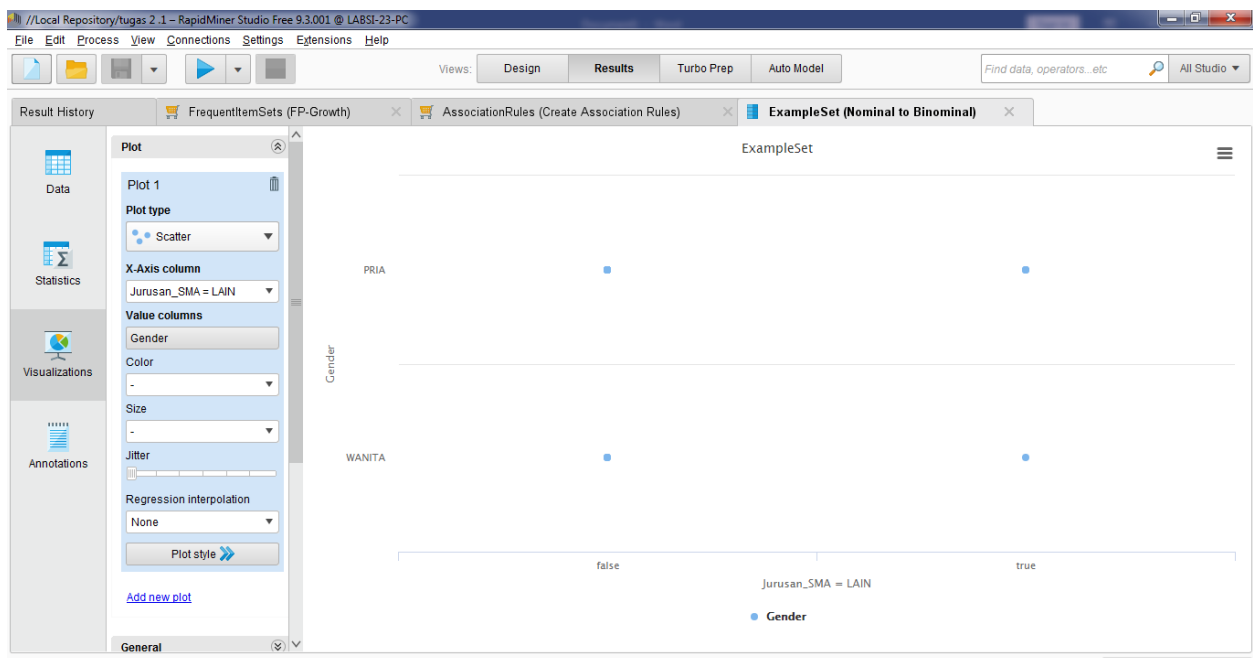 //Local Repository/tugas 2 .1 – RapidMiner Studio Free 9.3.001 @ LABSI-23-PC
File Edit Process View Connections Settings Extensions Help
Views: Design Results Turbo Prep Auto Model Find data, operators...etc All Studio
Result History FrequentItemSets (FP-Growth) AssociationRules (Create Association Rules) ExampleSet (Nominal to Binominal)
Data
Statistics
Visualizations
Annotations
Plot
Plot 1
Plot type
Scatter
X-Axis column
Jurusan_SMA = LAIN
Value columns
Gender
Color
-
Size
-
Jitter
Regression interpolation
None
Plot style
Add new plot
General
ExampleSet
PRIA
Gender
WANITA
false true
Jurusan_SMA = LAIN
Gender